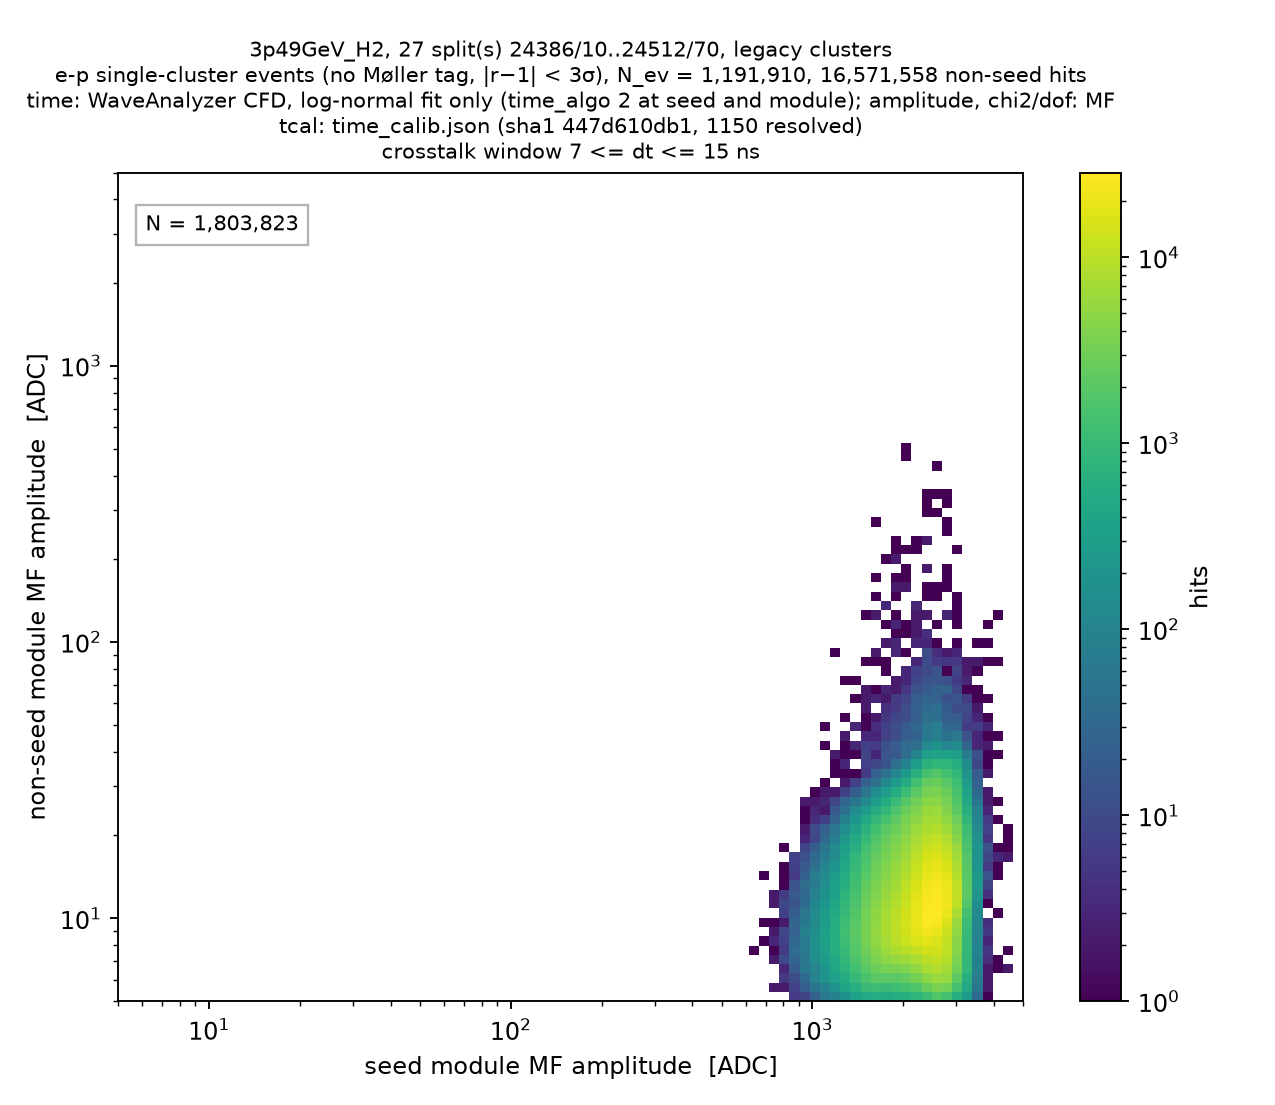 3p49GeV_H2, 27 split(s) 24386/10..24512/70, legacy clusters
e-p single-cluster events (no Møller tag, |r−1| < 3σ), N_ev = 1,191,910, 16,571,558 non-seed hits
time: WaveAnalyzer CFD, log-normal fit only (time_algo 2 at seed and module); amplitude, chi2/dof: MF
tcal: time_calib.json (sha1 447d610db1, 1150 resolved)
crosstalk window 7 <= dt <= 15 ns
N = 1,803,823
non-seed module MF amplitude [ADC]
10³
10²
10¹
10¹
10²
10³
seed module MF amplitude [ADC]
10⁴
10³
10²
10¹
10⁰
hits